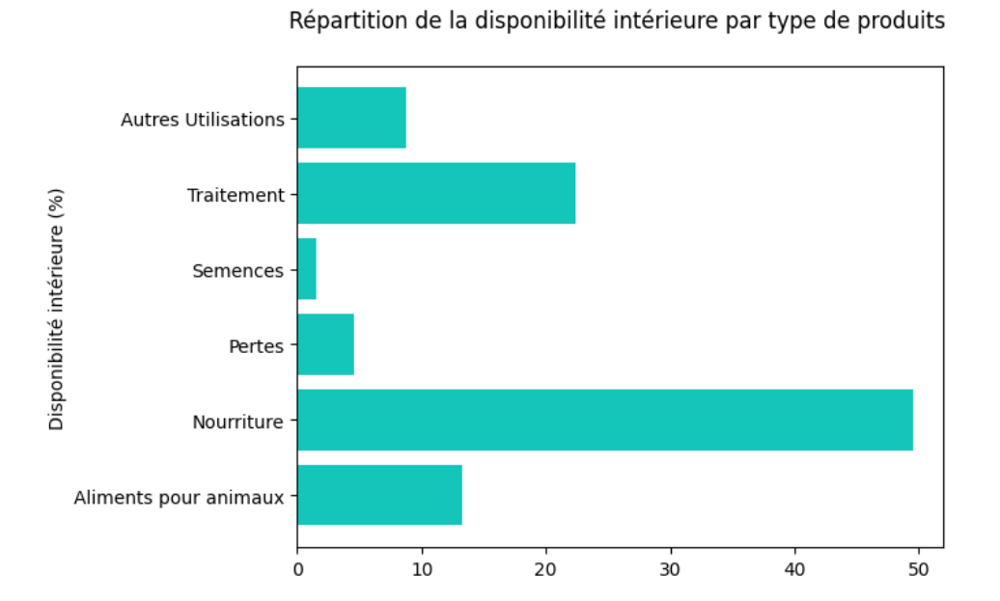 Répartition de la disponibilité intérieure par type de produits
Disponibilité intérieure (%)
Autres Utilisations
Traitement
Semences
Pertes
Nourriture
Aliments pour animaux
0 10 20 30 40 50